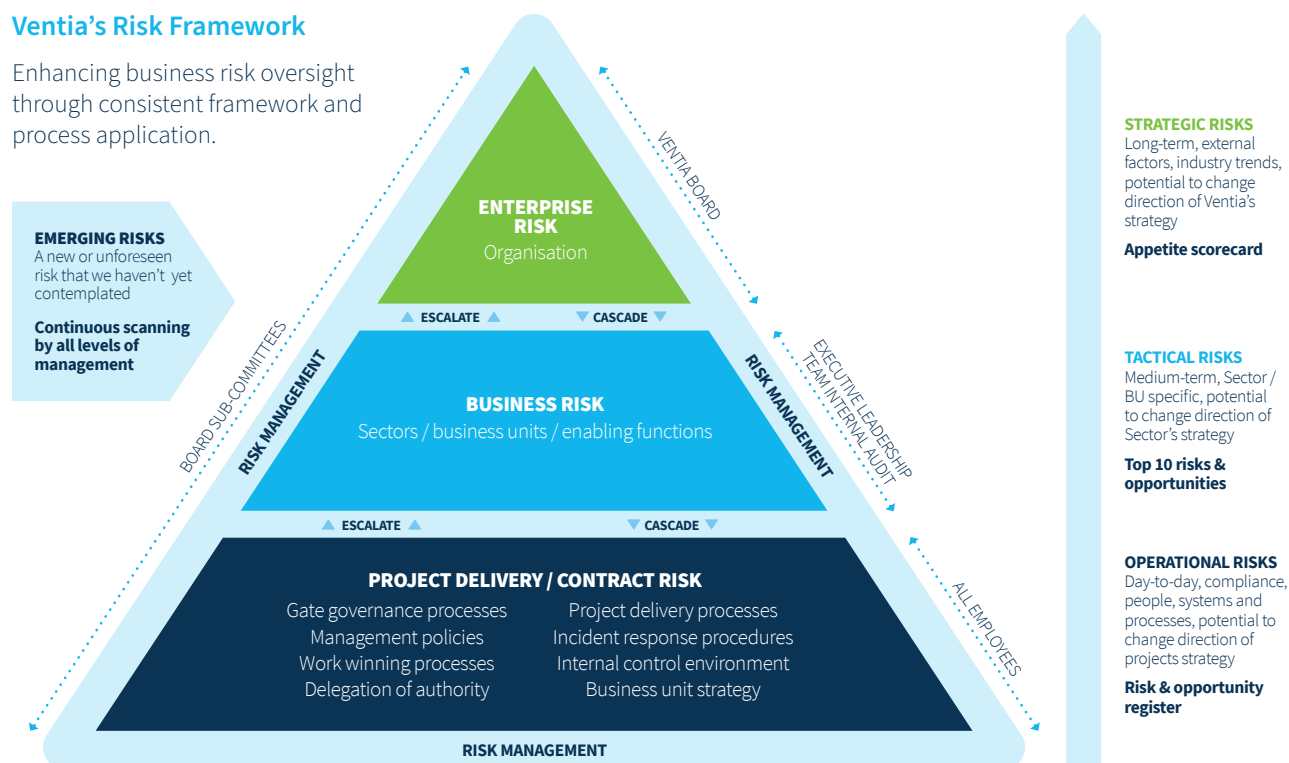 Ventia's Risk Framework
Enhancing business risk oversight
through consistent framework and
process application.
EMERGING RISKS
A new or unforeseen
risk that we haven't yet
contemplated
Continuous scanning
by all levels of
management
BOARD SUB-COMMITTEES
RISK MANAGEMENT
ENTERPRISE
RISK
Organisation
ESCALATE
CASCADE
BUSINESS RISK
Sectors / business units / enabling functions
ESCALATE
CASCADE
PROJECT DELIVERY / CONTRACT RISK
Gate governance processes
Management policies
Work winning processes
Delegation of authority
Project delivery processes
Incident response procedures
Internal control environment
Business unit strategy
RISK MANAGEMENT
RISK MANAGEMENT
VENTIA BOARD
EXECUTIVE LEADERSHIP
TEAM INTERNAL AUDIT
ALL EMPLOYEES
STRATEGIC RISKS
Long-term, external
factors, industry trends,
potential to change
direction of Ventia's
strategy
Appetite scorecard
TACTICAL RISKS
Medium-term, Sector /
BU specific, potential
to change direction of
Sector's strategy
Top 10 risks &
opportunities
OPERATIONAL RISKS
Day-to-day, compliance,
people, systems and
processes, potential to
change direction of
projects strategy
Risk & opportunity
register